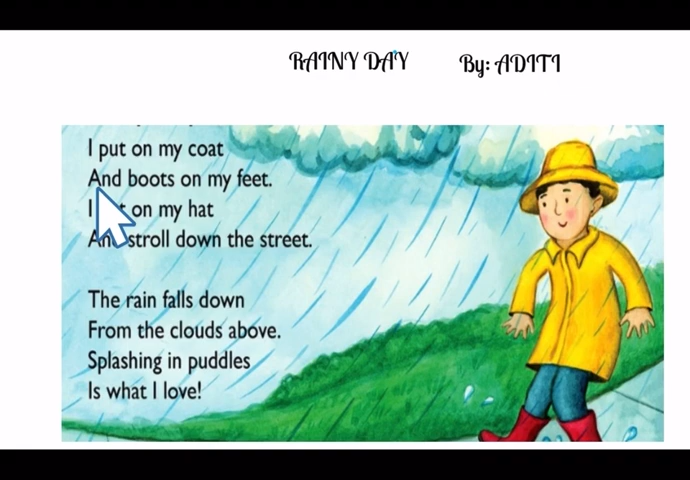 RAINY DAY By: ADITI
I put on my coat
And boots on my feet.
I on my hat
And stroll down the street.
The rain falls down
From the clouds above.
Splashing in puddles
Is what I love!